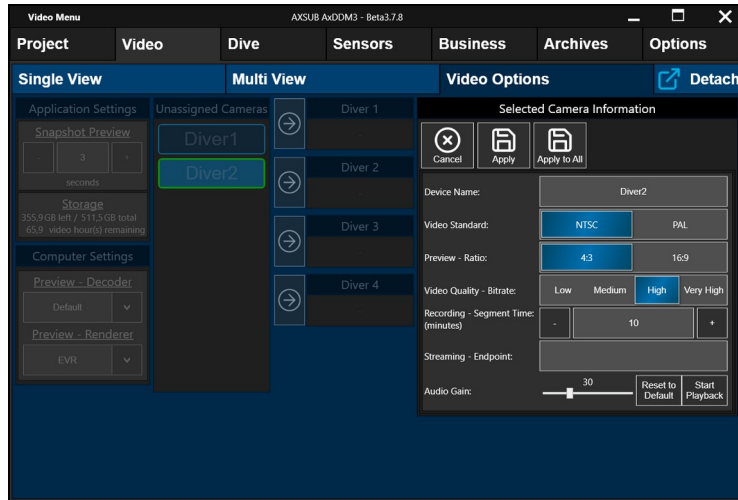 Video Menu
AXSUB AxDDM3 - Beta3.7.8
Project Video Dive Sensors Business Archives Options
Single View Multi View Video Options Detach
Application Settings
Snapshot Preview
- 3 +
seconds
Storage
355,9GB left / 511,5GB total
65,9 video hour(s) remaining
Computer Settings
Preview - Decoder
Default
Preview - Renderer
EVR
Unassigned Cameras
Diver1
Diver2
Diver 1
Diver 2
Diver 3
Diver 4
Selected Camera Information
Cancel Apply Apply to All
Device Name: Diver2
Video Standard: NTSC PAL
Preview - Ratio: 4:3 16:9
Video Quality - Bitrate: Low Medium High Very High
Recording - Segment Time:
(minutes) - 10 +
Streaming - Endpoint:
Audio Gain: 30
Reset to Default
Start Playback